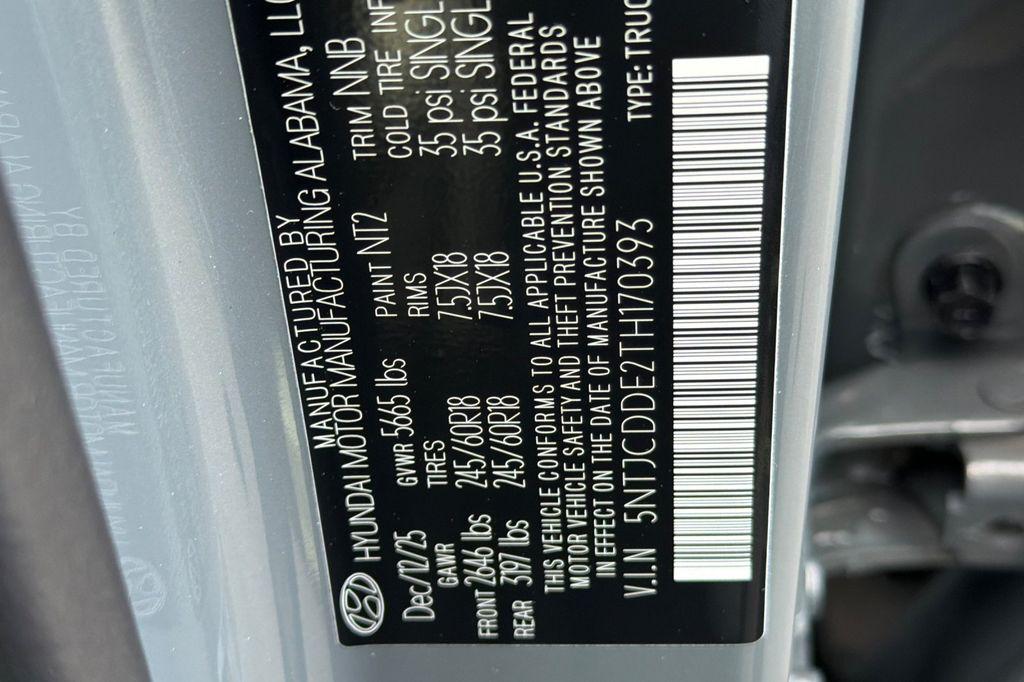 MANUFACTURED BY
HYUNDAI MOTOR MANUFACTURING ALABAMA, LLC
Dec/12/25 GVWR 5665 lbs PAINT NT2 TRIM NNB
GAWR TIRES RIMS COLD TIRE INF
FRONT 2646 lbs 245/60R18 7.5JX18 35 psi SINGL
REAR 3197 lbs 245/60R18 7.5JX18 35 psi SINGL
THIS VEHICLE CONFORMS TO ALL APPLICABLE U.S.A. FEDERAL
MOTOR VEHICLE SAFETY AND THEFT PREVENTION STANDARDS
IN EFFECT ON THE DATE OF MANUFACTURE SHOWN ABOVE
V.I.N 5NTJCDDE2TH170393 TYPE: TRUC